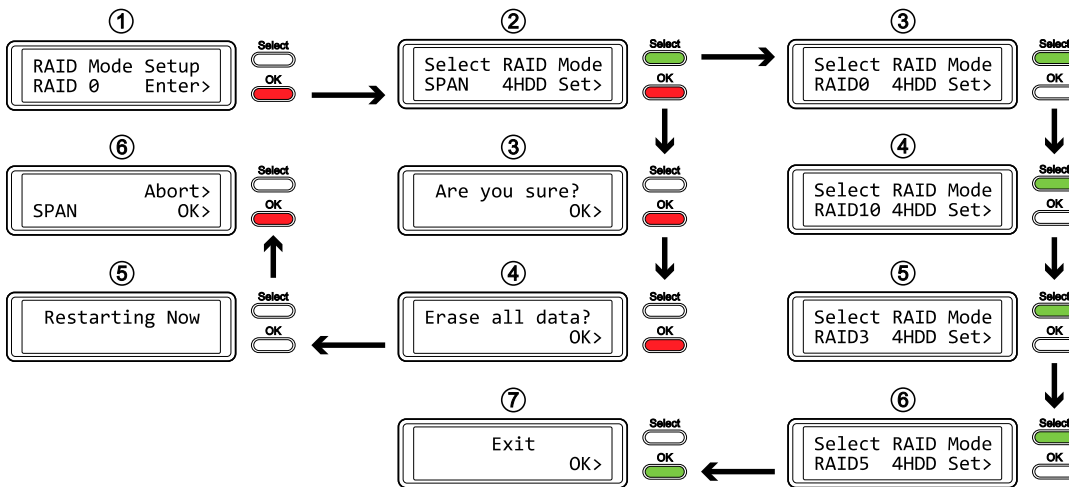 ①
RAID Mode Setup
RAID 0 Enter>
Select
OK
②
Select RAID Mode
SPAN 4HDD Set>
Select
OK
③
Select RAID Mode
RAID0 4HDD Set>
Select
OK
⑥
Abort>
SPAN OK>
Select
OK
③
Are you sure?
OK>
Select
OK
④
Select RAID Mode
RAID10 4HDD Set>
Select
OK
⑤
Restarting Now
Select
OK
④
Erase all data?
OK>
Select
OK
⑤
Select RAID Mode
RAID3 4HDD Set>
Select
OK
⑦
Exit
OK>
Select
OK
⑥
Select RAID Mode
RAID5 4HDD Set>
Select
OK